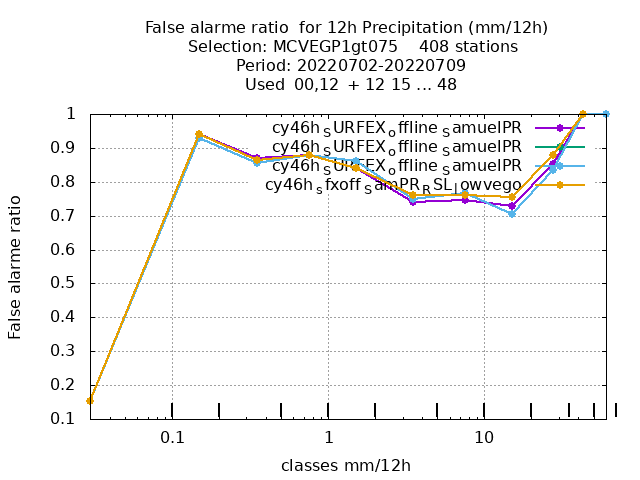 False alarme ratio  for 12h Precipitation (mm/12h)
Selection: MCVEGP1gt075    408 stations
Period: 20220702-20220709
Used  00,12  + 12 15 ... 48
cy46h_SURFEX_offline_samuelPR
cy46h_SURFEX_offline_samuelPR
cy46h_SURFEX_offline_samuelPR
cy46h_sfxoff_samPR_RSL_lowvego
False alarme ratio
1
0.9
0.8
0.7
0.6
0.5
0.4
0.3
0.2
0.1
0.1 1 10
classes mm/12h